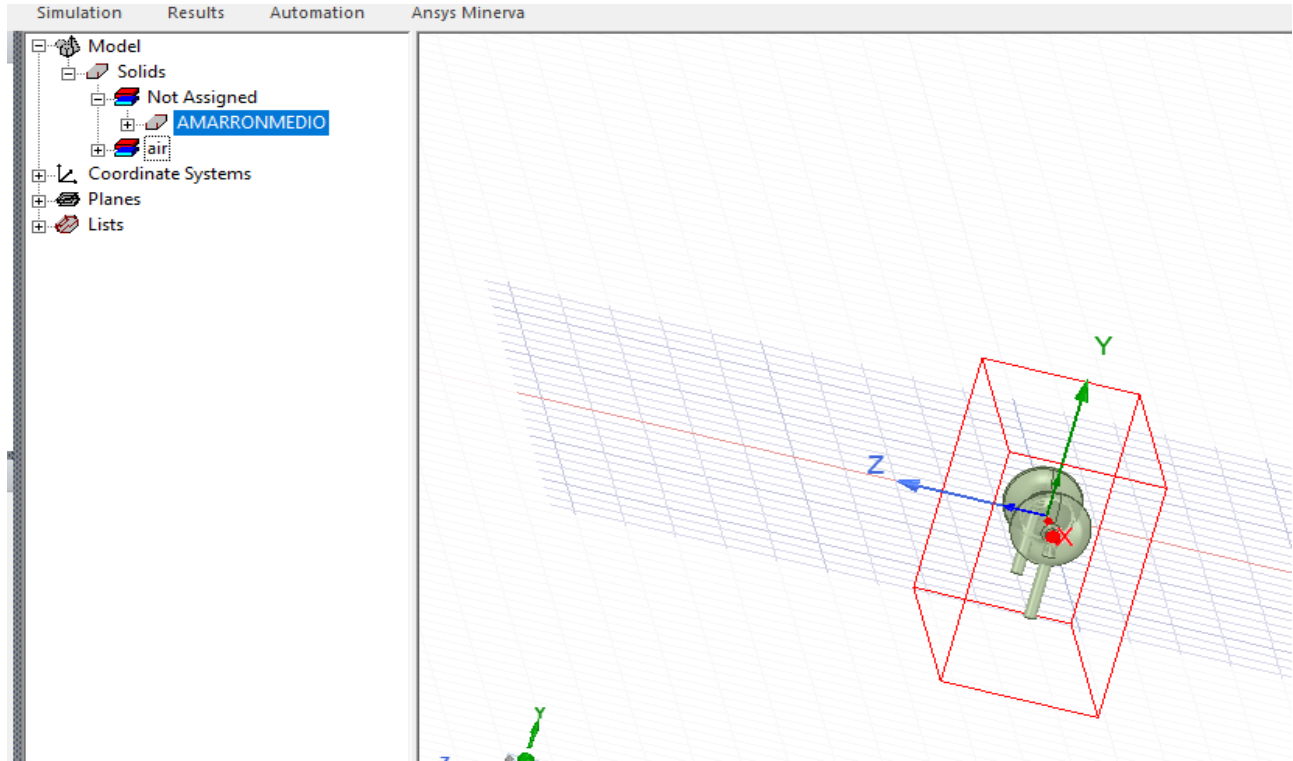 Simulation Results Automation Ansys Minerva
Model
Solids
Not Assigned
AMARRONMEDIO
air
Coordinate Systems
Planes
Lists
Y
Z
X
Y